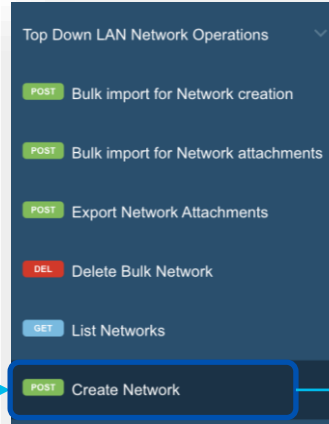 Top Down LAN Network Operations
POST Bulk import for Network creation
POST Bulk import for Network attachments
POST Export Network Attachments
DEL Delete Bulk Network
GET List Networks
POST Create Network